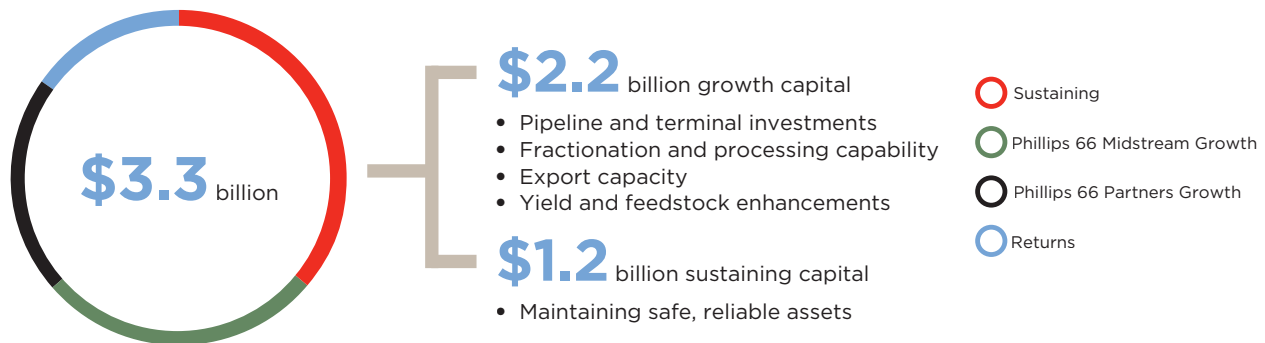 $3.3 billion
$2.2 billion growth capital
• Pipeline and terminal investments
• Fractionation and processing capability
• Export capacity
• Yield and feedstock enhancements
$1.2 billion sustaining capital
• Maintaining safe, reliable assets
Sustaining
Phillips 66 Midstream Growth
Phillips 66 Partners Growth
Returns